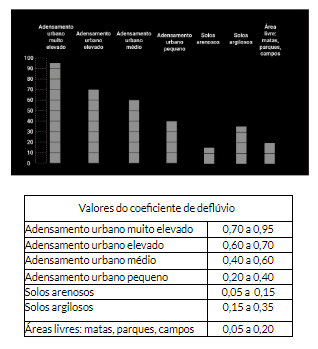 Adensamento urbano muito elevado
Adensamento urbano elevado
Adensamento urbano médio
Adensamento urbano pequeno
Solos arenosos
Solos argilosos
Área livre: matas, parques, campos
100
90
80
70
60
50
40
30
20
10
0
Valores do coeficiente de deflúvio
Adensamento urbano muito elevado 0,70 a 0,95
Adensamento urbano elevado 0,60 a 0,70
Adensamento urbano médio 0,40 a 0,60
Adensamento urbano pequeno 0,20 a 0,40
Solos arenosos 0,05 a 0,15
Solos argilosos 0,15 a 0,35
Áreas livres: matas, parques, campos 0,05 a 0,20